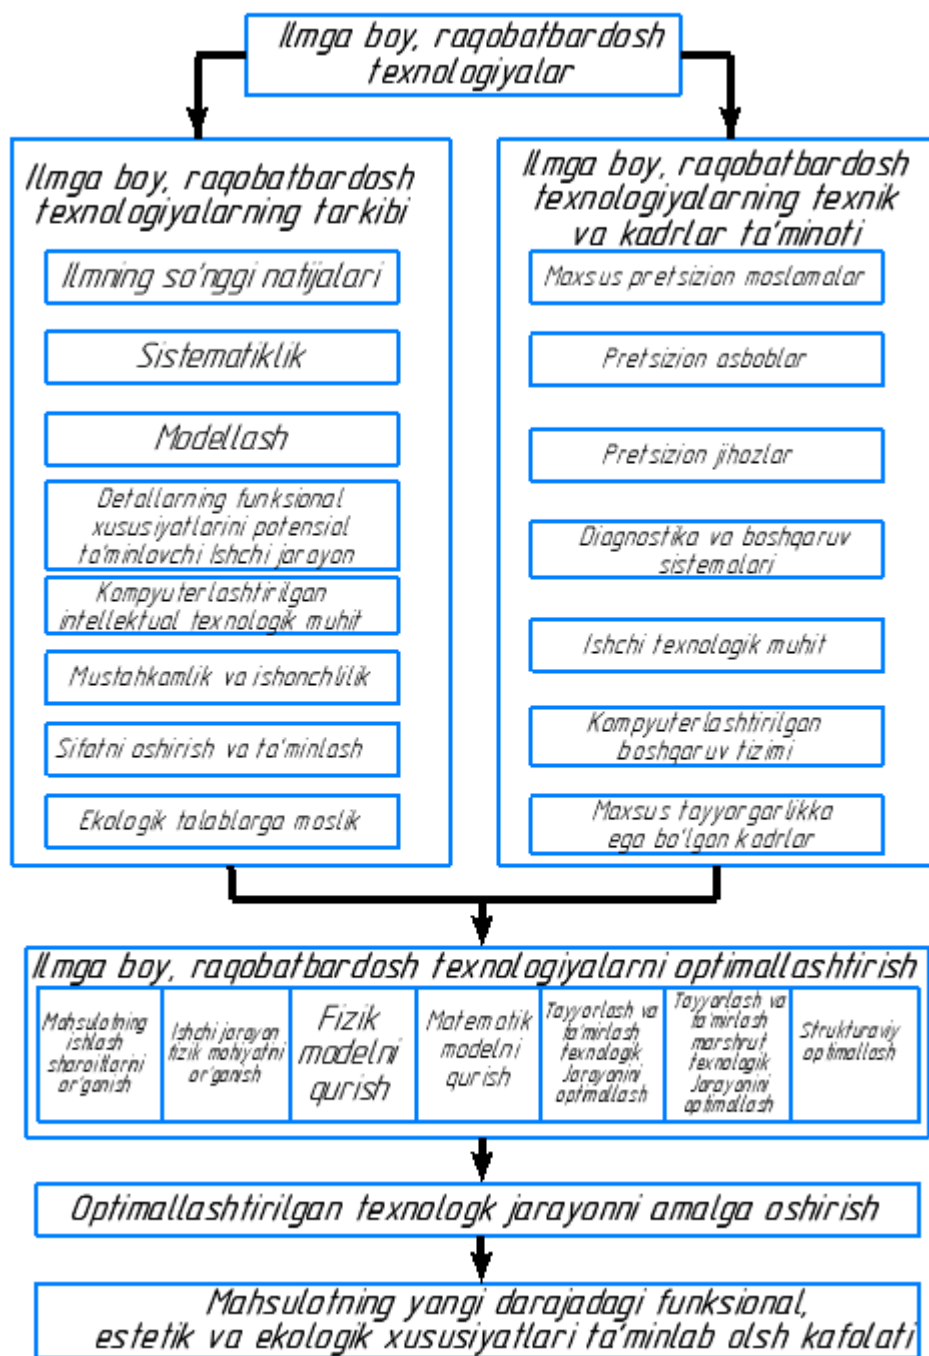 Ilmga boy, raqobatbardosh
texnologiyalar
Ilmga boy, raqobatbardosh
texnologiyalarning tarkibi
Ilmning so'nggi natijalari
Sistematiklik
Modellash
Detallarning funksional
xususiyatlarini potensial
ta'minlovchi Ishchi jarayon
Kompyuterlashtirilgan
intellektual texnologik muhit
Mustahkamlik va ishonchlilik
Sifatni oshirish va ta'minlash
Ekologik talablarga moslik
Ilmga boy, raqobatbardosh
texnologiyalarning texnik
va kadrlar ta'minoti
Maxsus pretsizion moslamalar
Pretsizion asboblar
Pretsizion jihozlar
Diagnostika va boshqaruv
sistemalari
Ishchi texnologik muhit
Kompyuterlashtirilgan
boshqaruv tizimi
Maxsus tayyorgarlikka
ega bo'lgan kadrlar
Ilmga boy, raqobatbardosh texnologiyalarni optimallashtirish
Mahsulotning
ishlash
sharoitlarni
or'ganish
Ishchi jarayon
fizik mohiyatni
or'ganish
Fizik
modelni
qurish
Matematik
modelni
qurish
Tayyorlash va
ta'mirlash
texnologik
Jarayonini
optimallash
Tayyorlash va
ta'mirlash
marshrut
texnologik
Jarayonini
optimallash
Strukturaviy
optimallash
Optimallashtirilgan texnologk jarayonni amalga oshirish
Mahsulotning yangi darajadagi funksional,
estetik va ekologik xususiyatlari ta'minlab olsh kafolati